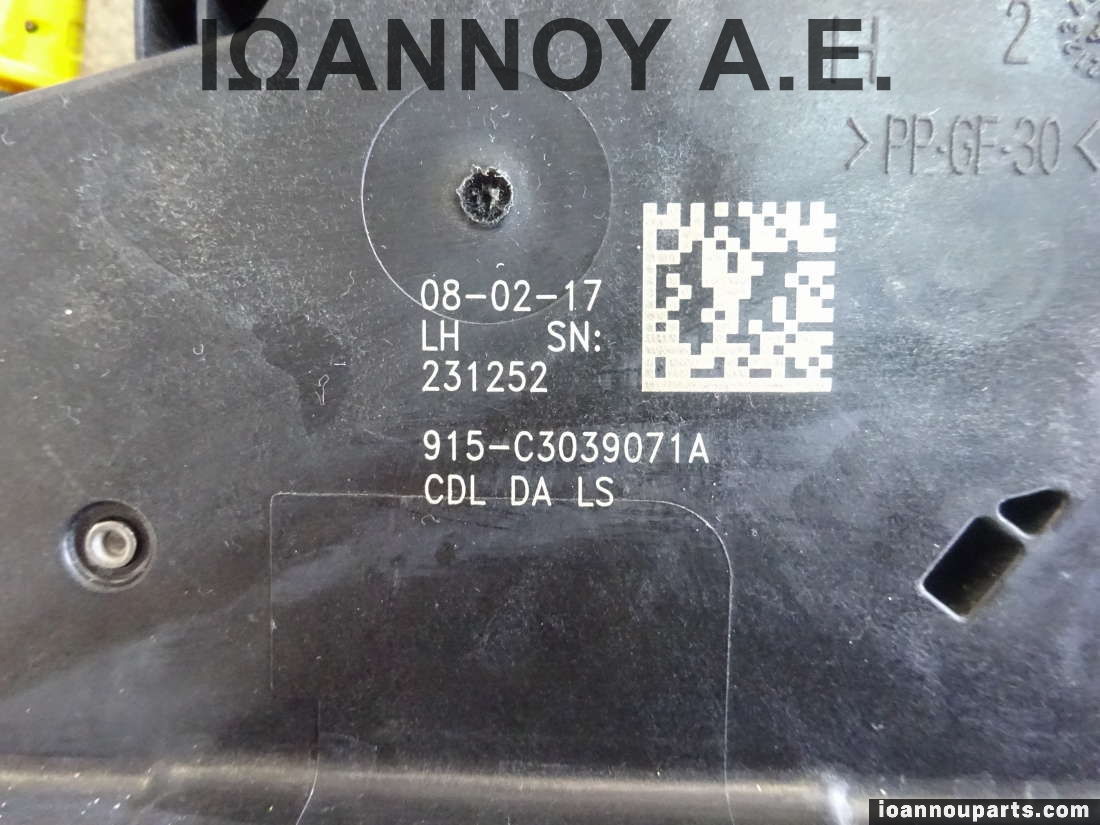 ΙΩΑΝΝΟΥ Α.Ε.
H 2
>PP-GF-30<
08-02-17
LH SN:
231252
915-C3039071A
CDL DA LS
ioannouparts.com